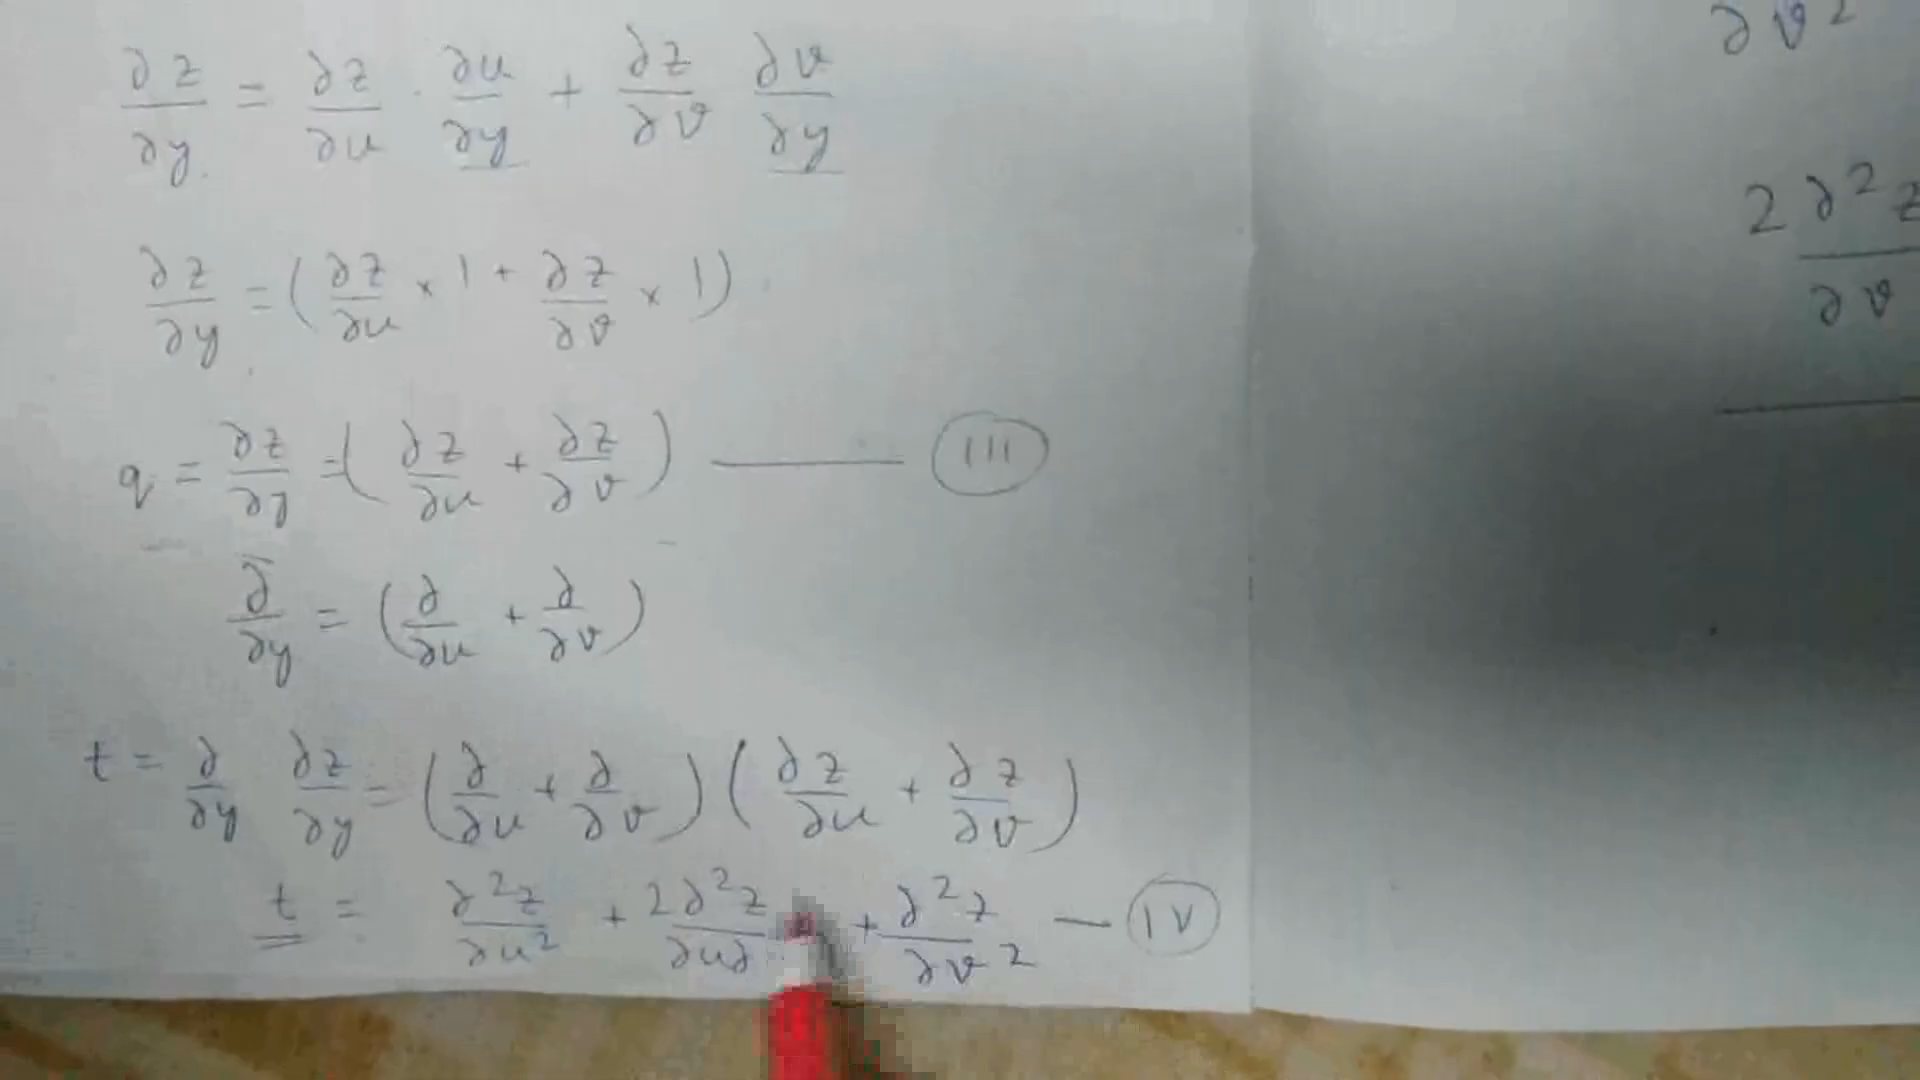 ∂z/∂y = ∂z/∂u · ∂u/∂y + ∂z/∂v ∂v/∂y
∂z/∂y = (∂z/∂u × 1 + ∂z/∂v × 1)
q = ∂z/∂y = (∂z/∂u + ∂z/∂v) — III
∂/∂y = (∂/∂u + ∂/∂v)
t = ∂/∂y ∂z/∂y = (∂/∂u + ∂/∂v) (∂z/∂u + ∂z/∂v)
t = ∂²z/∂u² + 2∂²z/∂u∂ + ∂²z/∂v² — IV
∂v²
2 ∂²z/∂v